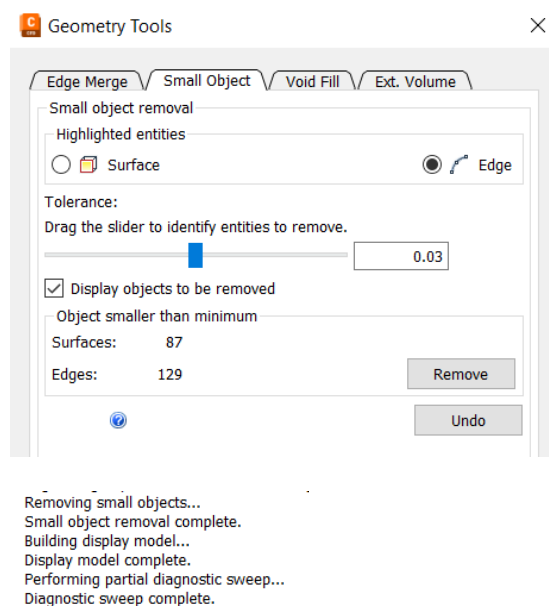 Geometry Tools
Edge Merge Small Object Void Fill Ext. Volume
Small object removal
Highlighted entities
Surface Edge
Tolerance:
Drag the slider to identify entities to remove.
0.03
Display objects to be removed
Object smaller than minimum
Surfaces: 87
Edges: 129 Remove
Undo
Removing small objects...
Small object removal complete.
Building display model...
Display model complete.
Performing partial diagnostic sweep...
Diagnostic sweep complete.